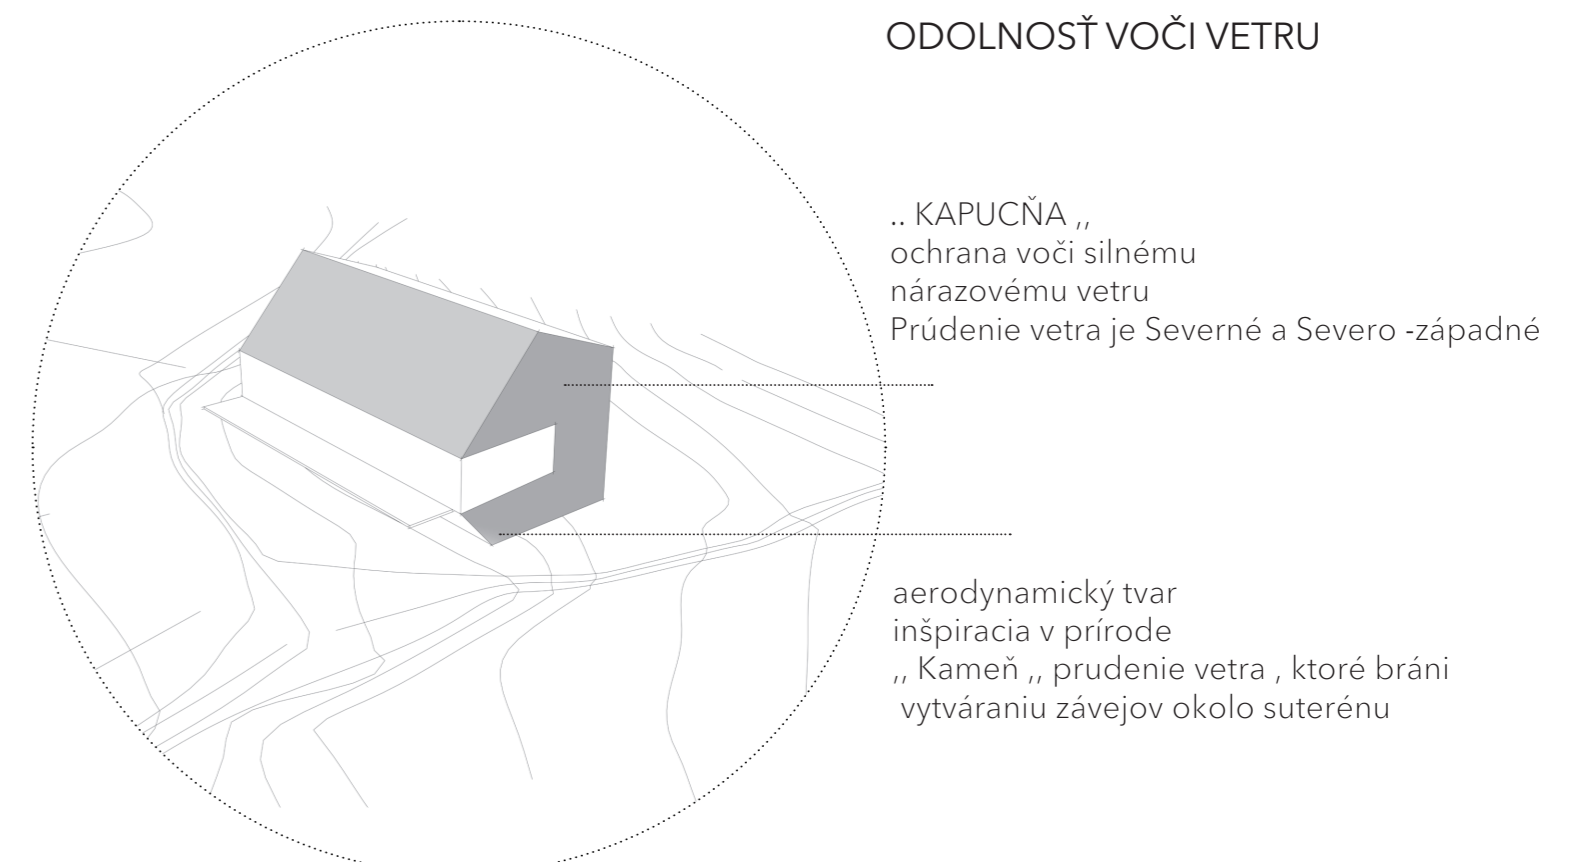 ODOLNOSŤ VOČI VETRU
.. KAPUCŇA ,,
ochrana voči silnému
nárazovému vetru
Prúdenie vetra je Severné a Severo -západné
aerodynamický tvar
inšpiracia v prírode
,, Kameň ,, prudenie vetra , ktoré bráni
vytváraniu závejov okolo suterénu